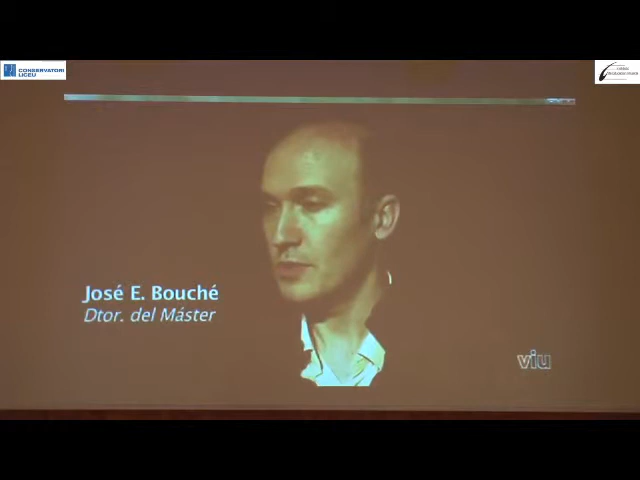 CONSERVATORI
LICEU
José E. Bouché
Dtor. del Máster
viu